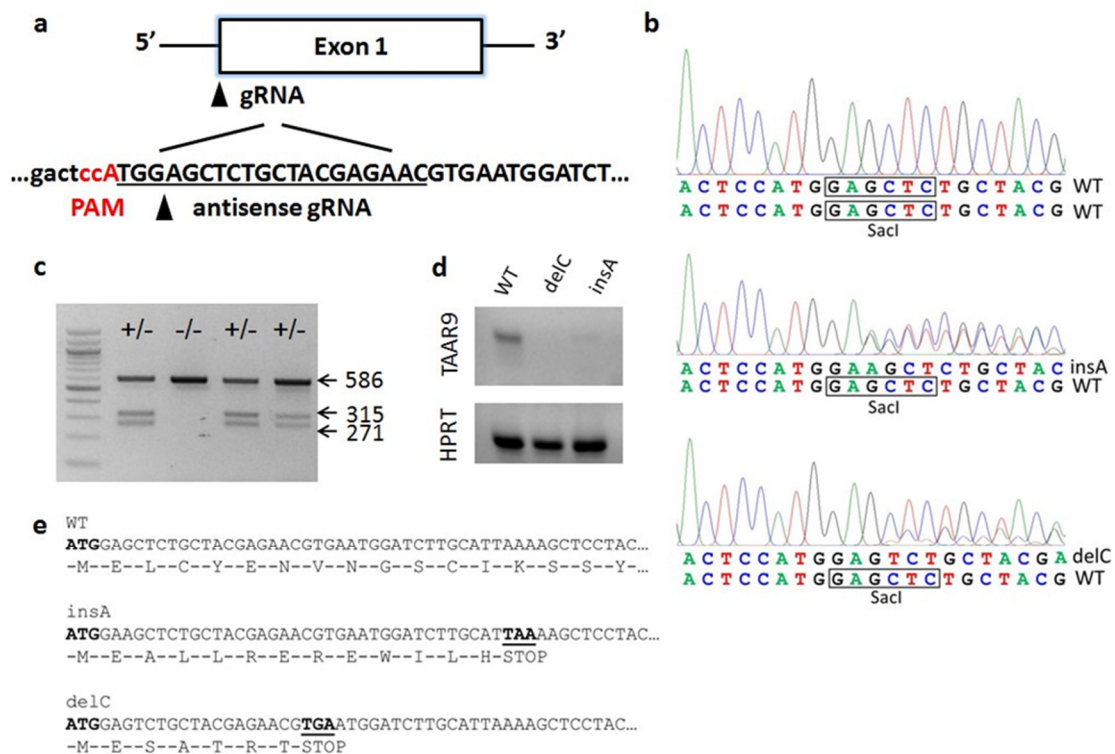 a
5’ Exon 1 3’
gRNA
...gactccATGGAGCTCTGCTACGAGAACGTGAATGGATCT...
PAM antisense gRNA
b
ACTCCATGGAGCTCTGCTACG WT
ACTCCATGGAGCTCTGCTACG WT
SacI
ACTCCATGGAAGCTCTGCTAC insA
ACTCCATGGAGCTCTGCTACG WT
SacI
ACTCCATGGAGTCTGCTACGA delC
ACTCCATGGAGCTCTGCTACG WT
SacI
c
+/- -/- +/- +/-
586
315
271
d
WT delC insA
TAAR9
HPRT
e
WT
ATGGAGCTCTGCTACGAGAACGTGAATGGATCTTGCATTAAAAGCTCCTAC…
-M--E--L--C--Y--E--N--V--N--G--S--C--I--K--S--S--Y-…
insA
ATGGAAGCTCTGCTACGAGAACGTGAATGGATCTTGCATTAAAAGCTCCTAC…
-M--E--A--L--L--R--E--R--E--W--I--L--H-STOP
delC
ATGGAGTCTGCTACGAGAACGTGAATGGATCTTGCATTAAAAGCTCCTAC…
-M--E--S--A--T--R--T-STOP